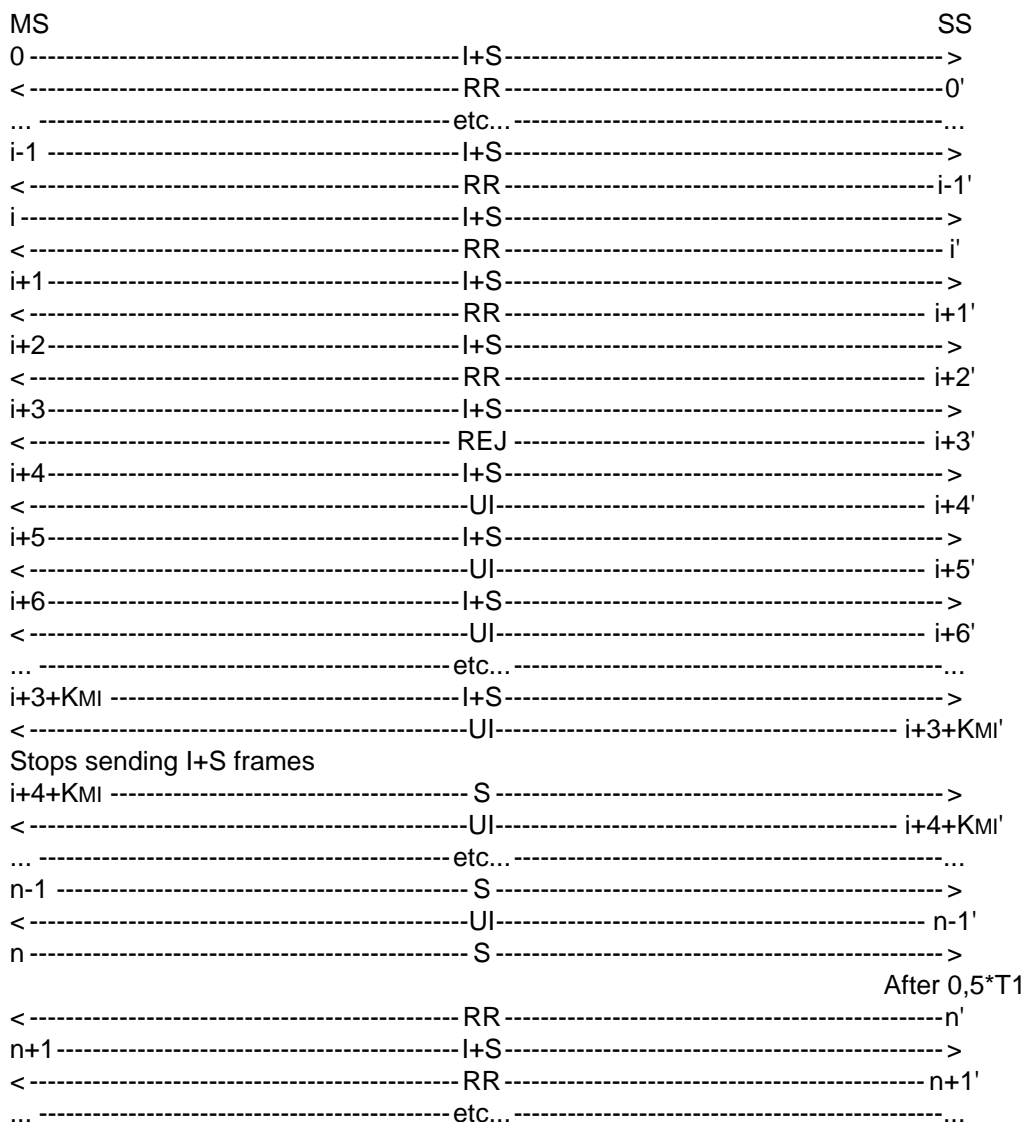 MS SS
0 ------------------------------------------------I+S------------------------------------------------- >
< ------------------------------------------------ RR -------------------------------------------------0'
... ----------------------------------------------etc... ------------------------------------------------...
i-1 ----------------------------------------------I+S------------------------------------------------- >
< ------------------------------------------------ RR ------------------------------------------------i-1'
i -------------------------------------------------I+S------------------------------------------------- >
< ------------------------------------------------ RR ------------------------------------------------- i'
i+1----------------------------------------------I+S------------------------------------------------- >
< ------------------------------------------------ RR ----------------------------------------------- i+1'
i+2----------------------------------------------I+S------------------------------------------------- >
< ------------------------------------------------ RR ----------------------------------------------- i+2'
i+3----------------------------------------------I+S------------------------------------------------- >
< ----------------------------------------------- REJ ---------------------------------------------- i+3'
i+4----------------------------------------------I+S------------------------------------------------- >
< -------------------------------------------------UI------------------------------------------------ i+4'
i+5----------------------------------------------I+S------------------------------------------------- >
< -------------------------------------------------UI------------------------------------------------ i+5'
i+6----------------------------------------------I+S------------------------------------------------- >
< -------------------------------------------------UI------------------------------------------------ i+6'
... ----------------------------------------------etc... ------------------------------------------------...
i+3+KMI ---------------------------------------I+S------------------------------------------------- >
< -------------------------------------------------UI--------------------------------------------- i+3+KMI'
Stops sending I+S frames
i+4+KMI ---------------------------------------- S -------------------------------------------------- >
< -------------------------------------------------UI--------------------------------------------- i+4+KMI'
... ----------------------------------------------etc... ------------------------------------------------...
n-1 ---------------------------------------------- S -------------------------------------------------- >
< -------------------------------------------------UI------------------------------------------------ n-1'
n ------------------------------------------------- S -------------------------------------------------- >
After 0,5*T1
< ------------------------------------------------ RR -------------------------------------------------n'
n+1---------------------------------------------I+S------------------------------------------------- >
< ------------------------------------------------ RR ----------------------------------------------- n+1'
... ----------------------------------------------etc... ------------------------------------------------...